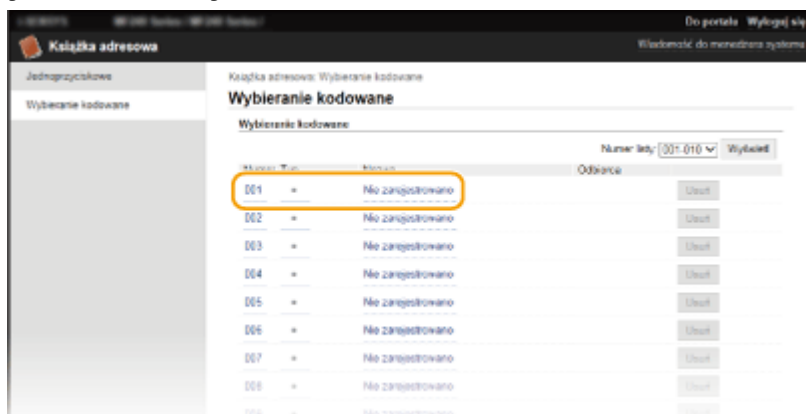 Do portalu Wyloguj się
Książka adresowa
Wiadomość do menedżera systemu
Jednoprzyciskowe
Wybieranie kodowane
Książka adresowa: Wybieranie kodowane
Wybieranie kodowane
Wybieranie kodowane
Numer listy: 001-010 Wyświetl
Numer Typ Nazwa Odbiorca
001 Nie zarejestrowano Usuń
002 Nie zarejestrowano Usuń
003 Nie zarejestrowano Usuń
004 Nie zarejestrowano Usuń
005 Nie zarejestrowano Usuń
006 Nie zarejestrowano Usuń
007 Nie zarejestrowano Usuń
008 Nie zarejestrowano Usuń